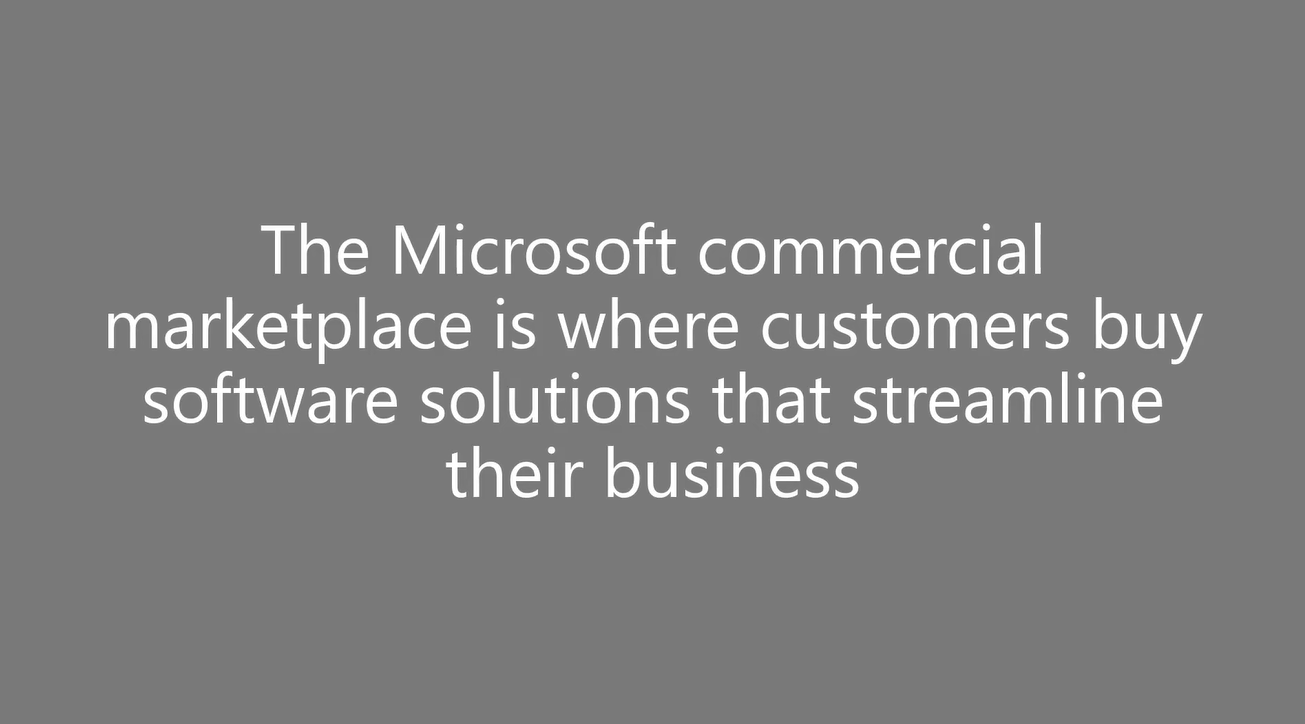 The Microsoft commercial
marketplace is where customers buy
software solutions that streamline
their business